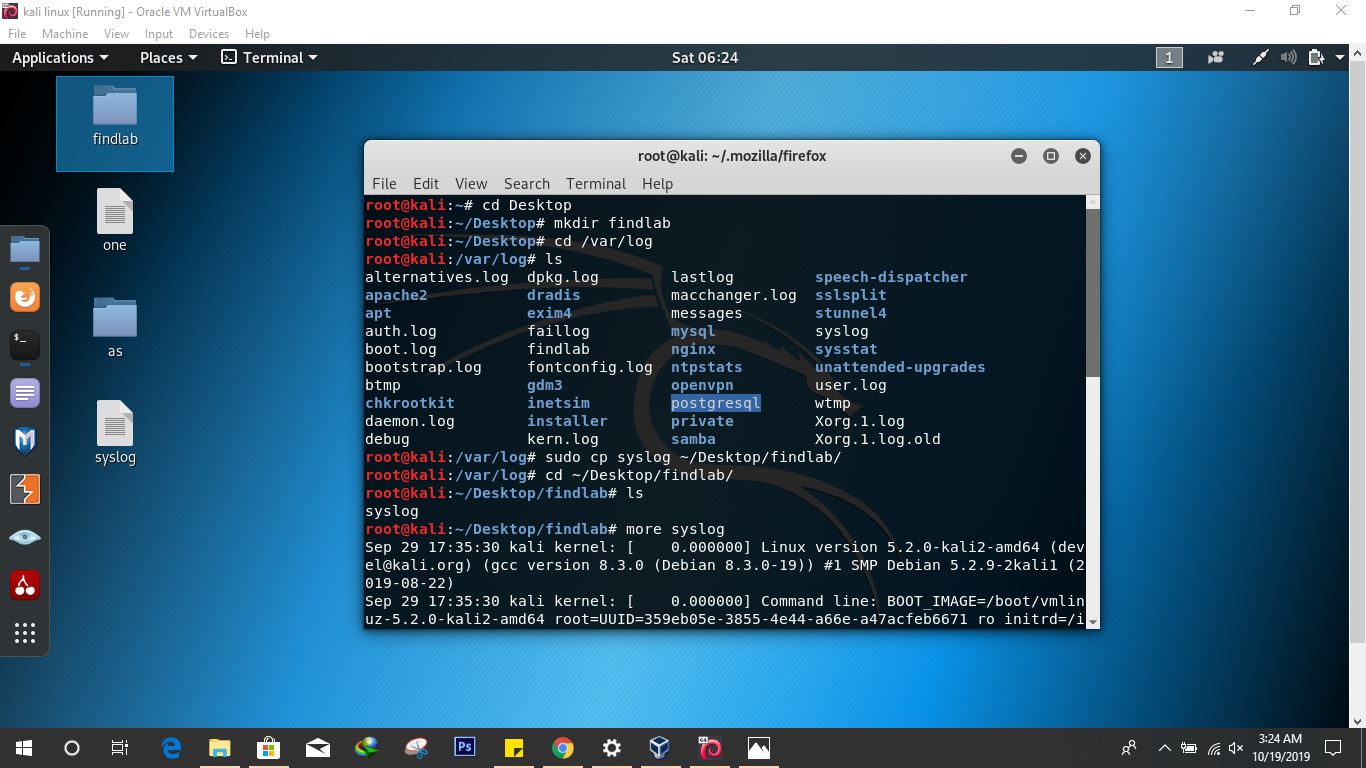 kali linux [Running] - Oracle VM VirtualBox
File Machine View Input Devices Help
Applications Places Terminal Sat 06:24 1
findlab
one
as
syslog
root@kali: ~/.mozilla/firefox
File Edit View Search Terminal Help
root@kali:~# cd Desktop
root@kali:~/Desktop# mkdir findlab
root@kali:~/Desktop# cd /var/log
root@kali:/var/log# ls
alternatives.log dpkg.log lastlog speech-dispatcher
apache2 dradis macchanger.log sslsplit
apt exim4 messages stunnel4
auth.log faillog mysql syslog
boot.log findlab nginx sysstat
bootstrap.log fontconfig.log ntpstats unattended-upgrades
btmp gdm3 openvpn user.log
chkrootkit inetsim postgresql wtmp
daemon.log installer private Xorg.1.log
debug kern.log samba Xorg.1.log.old
root@kali:/var/log# sudo cp syslog ~/Desktop/findlab/
root@kali:/var/log# cd ~/Desktop/findlab/
root@kali:~/Desktop/findlab# ls
syslog
root@kali:~/Desktop/findlab# more syslog
Sep 29 17:35:30 kali kernel: [    0.000000] Linux version 5.2.0-kali2-amd64 (dev
el@kali.org) (gcc version 8.3.0 (Debian 8.3.0-19)) #1 SMP Debian 5.2.9-2kali1 (2
019-08-22)
Sep 29 17:35:30 kali kernel: [    0.000000] Command line: BOOT_IMAGE=/boot/vmlin
uz-5.2.0-kali2-amd64 root=UUID=359eb05e-3855-4e44-a66e-a47acfeb6671 ro initrd=/i
Ps
3:24 AM
10/19/2019